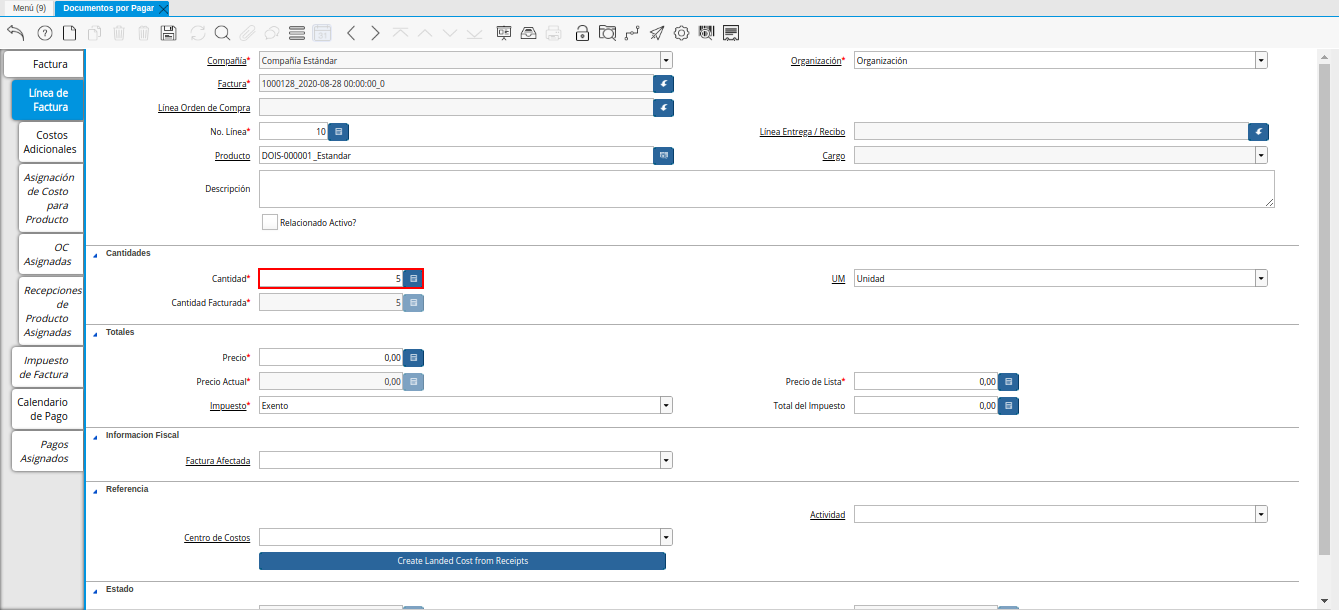 Menú (9)
Documentos por Pagar
Factura
Línea de
Factura
Costos
Adicionales
Asignación
de Costo
para
Producto
OC
Asignadas
Recepciones
de
Producto
Asignadas
Impuesto
de Factura
Calendario
de Pago
Pagos
Asignados
Compañía* Compañía Estándar Organización* Organización
Factura* 1000128_2020-08-28 00:00:00_0
Línea Orden de Compra
No. Línea* 10 Línea Entrega / Recibo
Producto DOIS-000001_Estandar Cargo
Descripción
Relacionado Activo?
Cantidades
Cantidad* 5 UM Unidad
Cantidad Facturada* 5
Totales
Precio* 0,00
Precio Actual* 0,00 Precio de Lista* 0,00
Impuesto* Exento Total del Impuesto 0,00
Informacion Fiscal
Factura Afectada
Referencia
Actividad
Centro de Costos
Create Landed Cost from Receipts
Estado